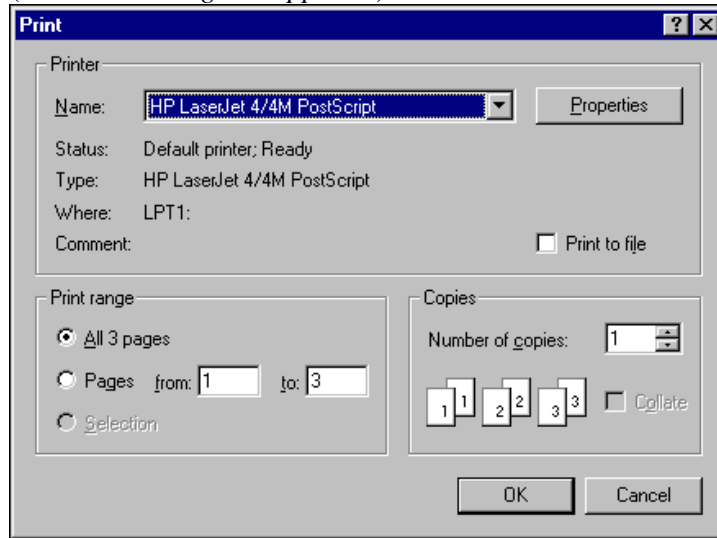 Print
Printer
Name: HP LaserJet 4/4M PostScript Properties
Status: Default printer; Ready
Type: HP LaserJet 4/4M PostScript
Where: LPT1:
Comment: Print to file
Print range
All 3 pages
Pages from: 1 to: 3
Selection
Copies
Number of copies: 1
1 1 2 2 3 3 Collate
OK Cancel